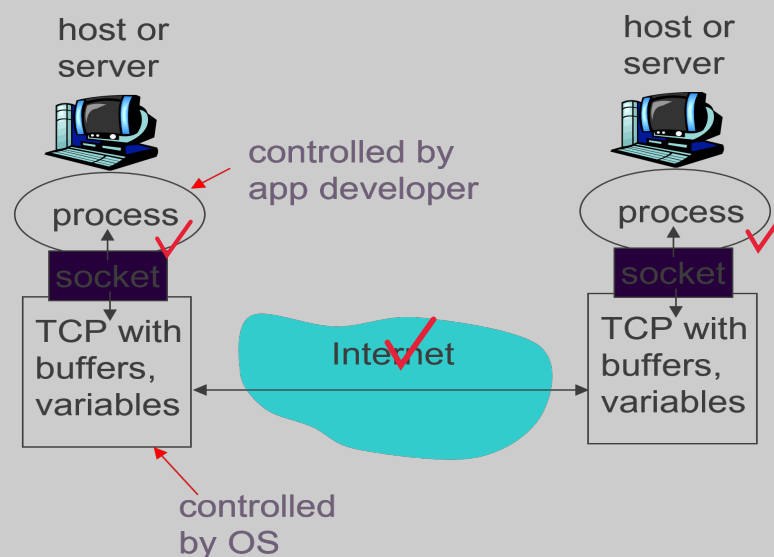 host or
server
host or
server
controlled by
app developer
process
process
socket
socket
TCP with
buffers,
variables
Internet
TCP with
buffers,
variables
controlled
by OS